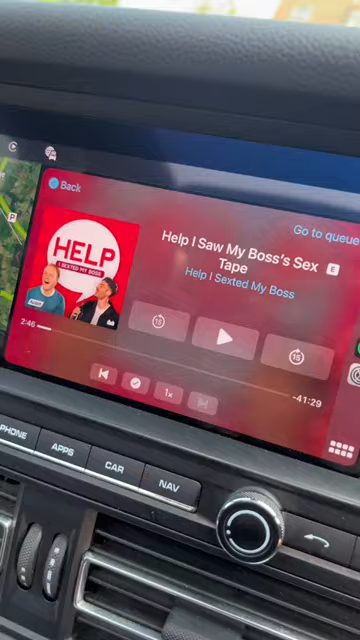 Back
Go to queue
HELP
I SEXTED MY BOSS
Help I Saw My Boss's Sex
Tape E
Help I Sexted My Boss
2:46
-41:29
15
15
1x
P
PHONE
APPS
CAR
NAV